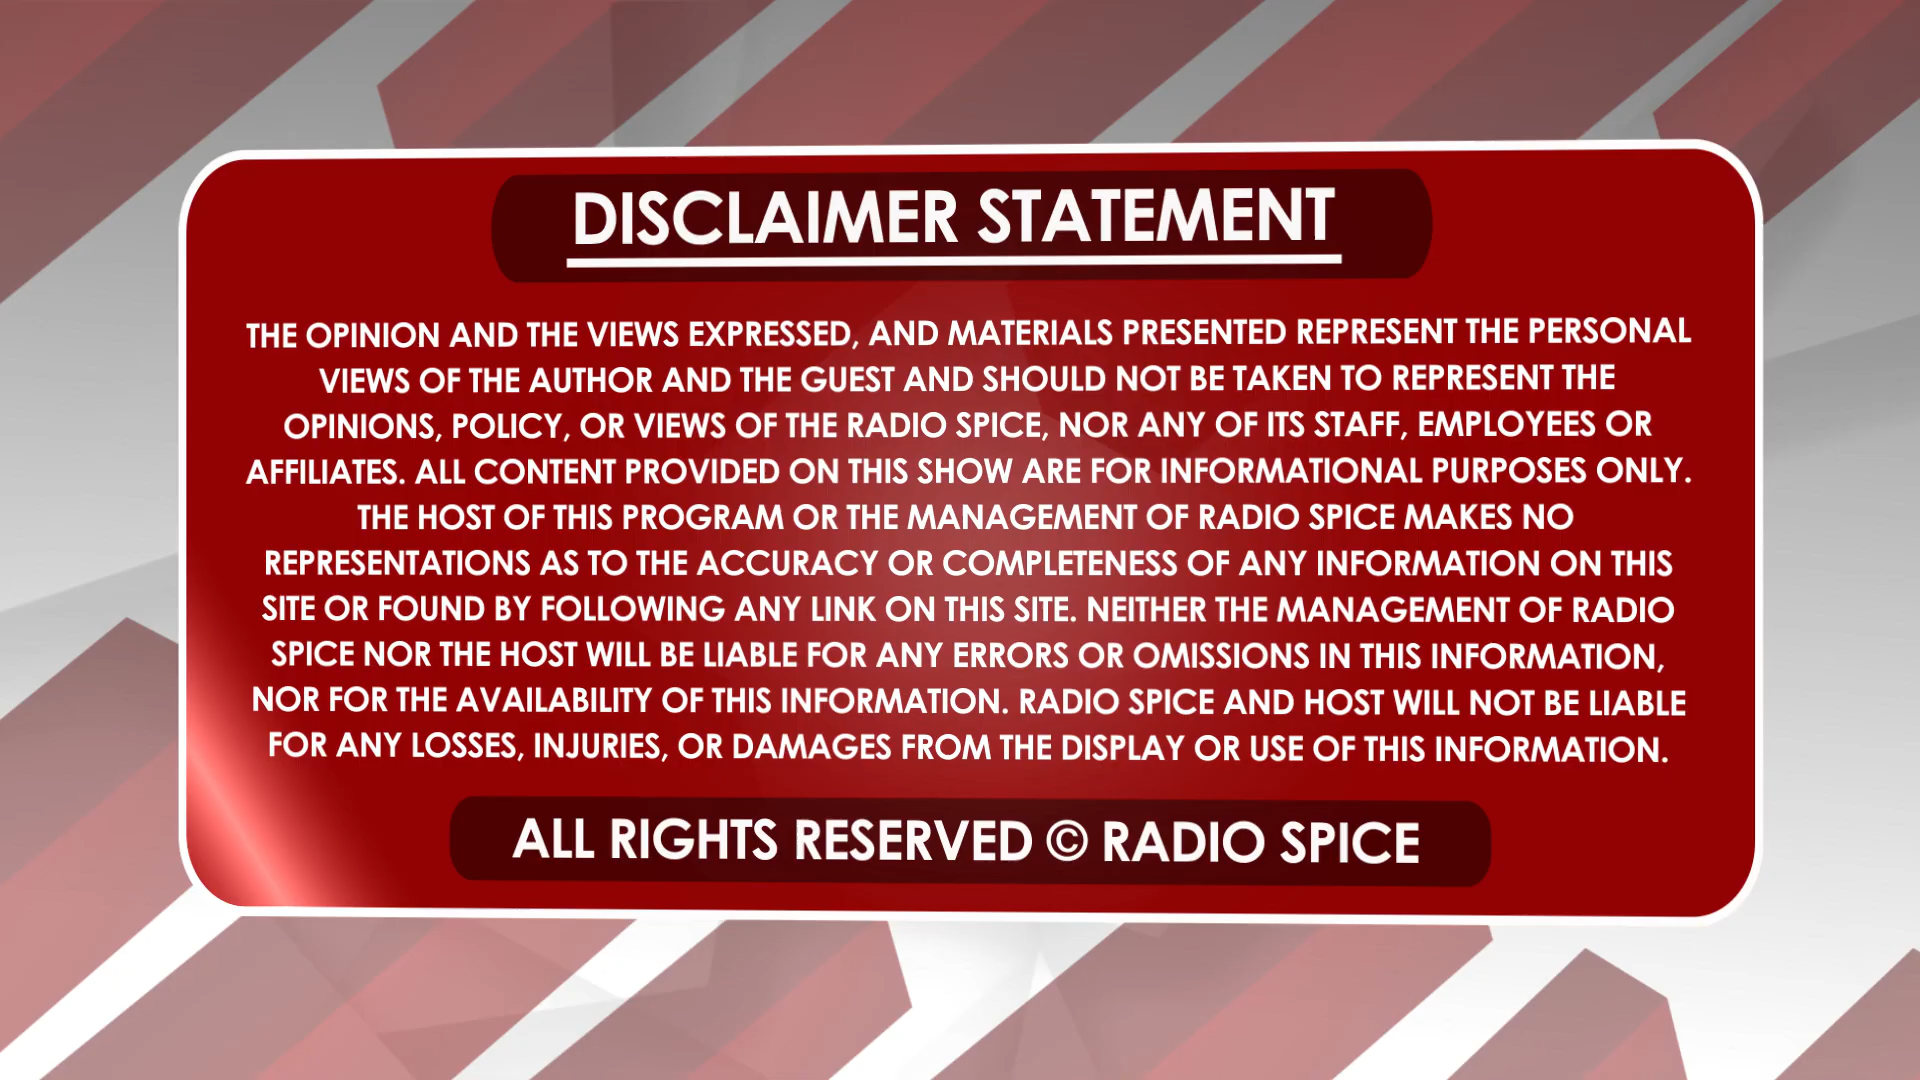 DISCLAIMER STATEMENT
THE OPINION AND THE VIEWS EXPRESSED, AND MATERIALS PRESENTED REPRESENT THE PERSONAL
VIEWS OF THE AUTHOR AND THE GUEST AND SHOULD NOT BE TAKEN TO REPRESENT THE
OPINIONS, POLICY, OR VIEWS OF THE RADIO SPICE, NOR ANY OF ITS STAFF, EMPLOYEES OR
AFFILIATES. ALL CONTENT PROVIDED ON THIS SHOW ARE FOR INFORMATIONAL PURPOSES ONLY.
THE HOST OF THIS PROGRAM OR THE MANAGEMENT OF RADIO SPICE MAKES NO
REPRESENTATIONS AS TO THE ACCURACY OR COMPLETENESS OF ANY INFORMATION ON THIS
SITE OR FOUND BY FOLLOWING ANY LINK ON THIS SITE. NEITHER THE MANAGEMENT OF RADIO
SPICE NOR THE HOST WILL BE LIABLE FOR ANY ERRORS OR OMISSIONS IN THIS INFORMATION,
NOR FOR THE AVAILABILITY OF THIS INFORMATION. RADIO SPICE AND HOST WILL NOT BE LIABLE
FOR ANY LOSSES, INJURIES, OR DAMAGES FROM THE DISPLAY OR USE OF THIS INFORMATION.
ALL RIGHTS RESERVED © RADIO SPICE